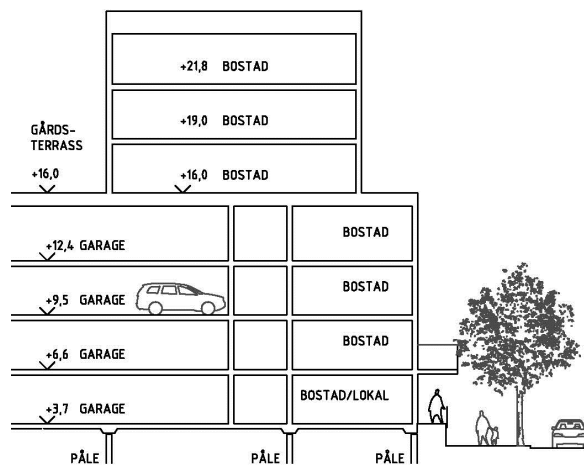 +21,8 BOSTAD
+19,0 BOSTAD
GÅRDS-
TERRASS
+16,0
+16,0 BOSTAD
BOSTAD
+12,4 GARAGE
BOSTAD
+9,5 GARAGE
BOSTAD
+6,6 GARAGE
BOSTAD/LOKAL
+3,7 GARAGE
PÅLE
PÅLE
PÅLE